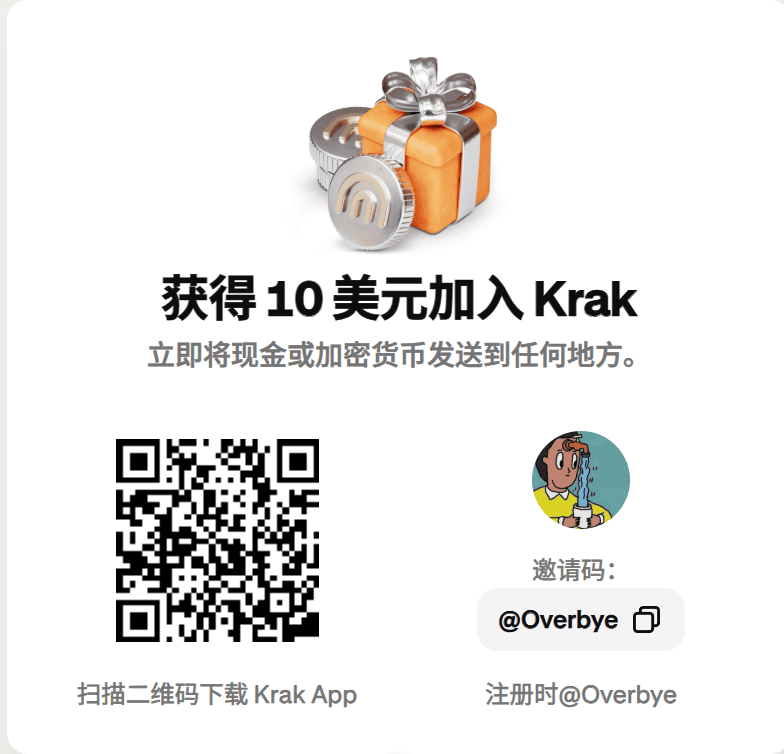 获得 10 美元加入 Krak
立即将现金或加密货币发送到任何地方。
邀请码：
@Overbye
扫描二维码下载 Krak App
注册时@Overbye